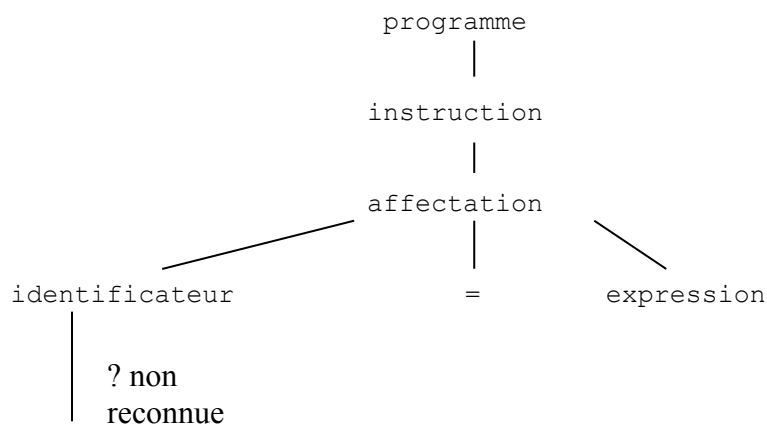 programme
instruction
affectation
identificateur = expression
? non
reconnue